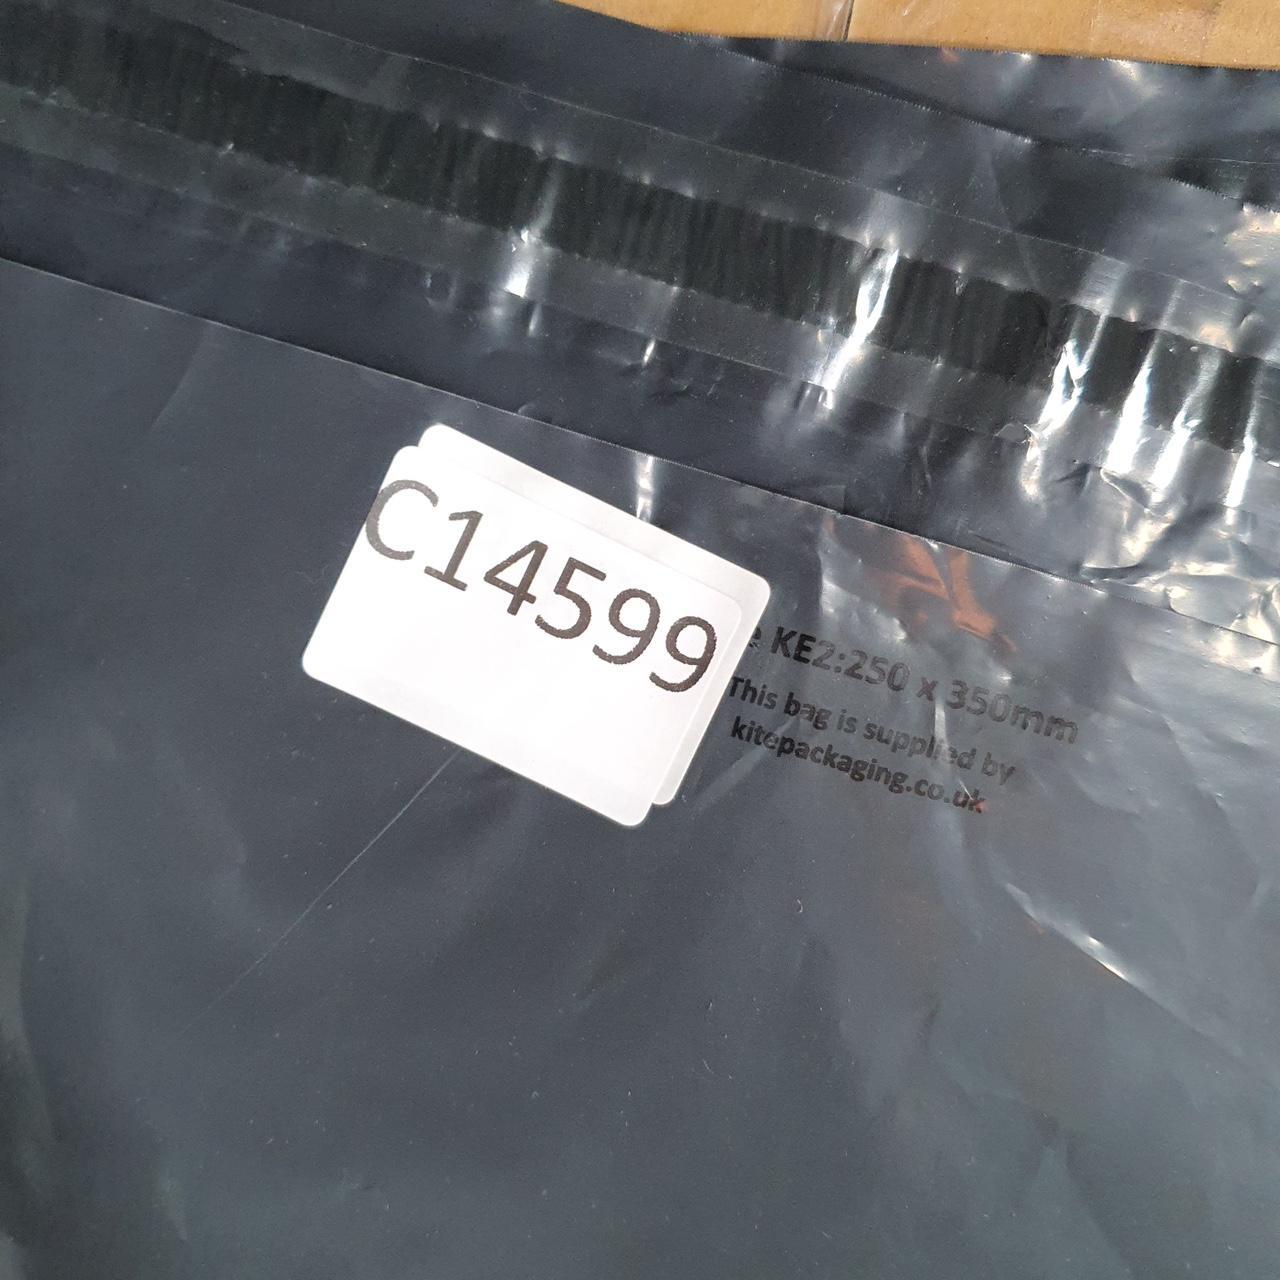 C14599
KE2:250 x 350mm
This bag is supplied by
kitepackaging.co.uk